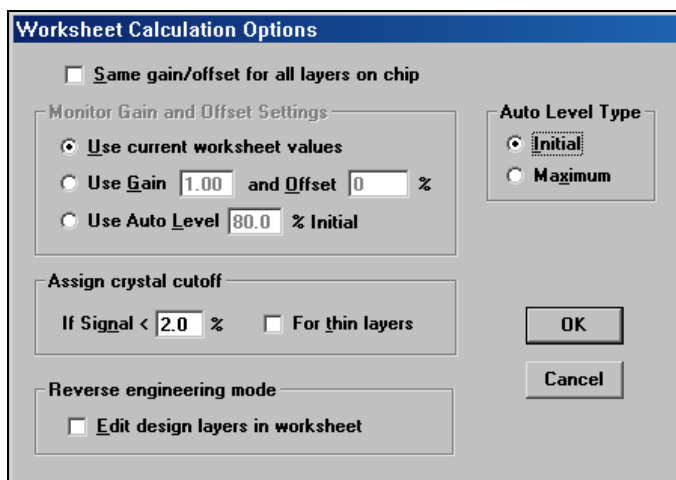 Worksheet Calculation Options
Same gain/offset for all layers on chip
Monitor Gain and Offset Settings
Use current worksheet values
Use Gain 1.00 and Offset 0 %
Use Auto Level 80.0 % Initial
Auto Level Type
Initial
Maximum
Assign crystal cutoff
If Signal < 2.0 % For thin layers
OK
Cancel
Reverse engineering mode
Edit design layers in worksheet